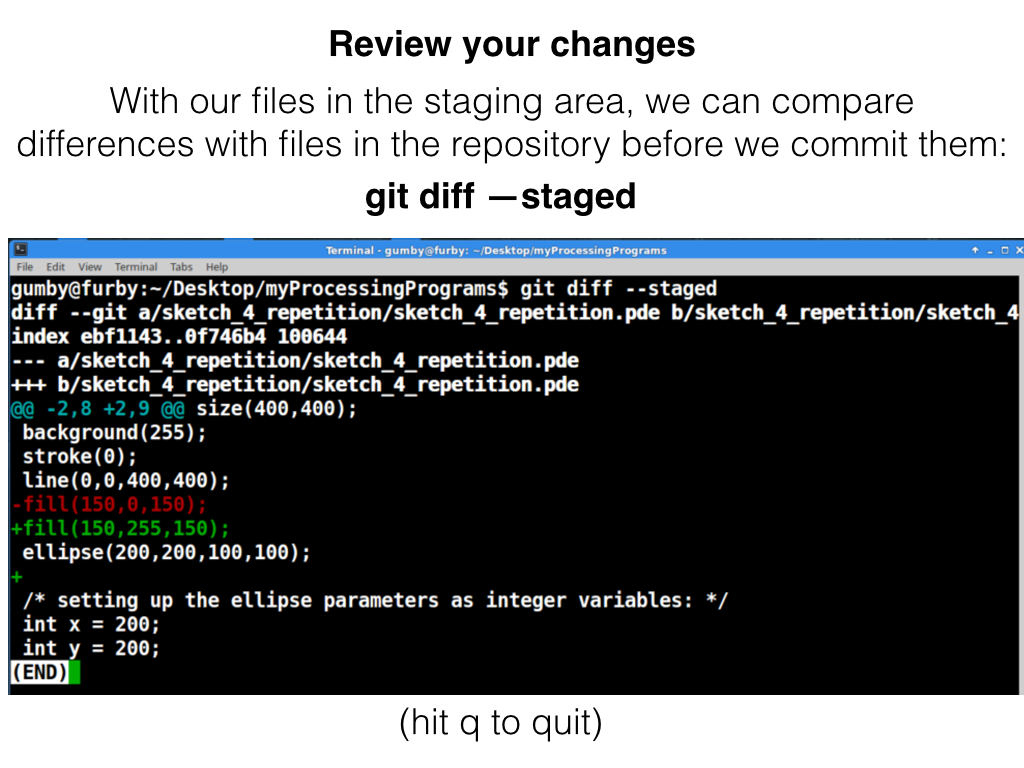 Review your changes
With our files in the staging area, we can compare
differences with files in the repository before we commit them:
git diff —staged
Terminal - gumby@furby: ~/Desktop/myProcessingPrograms
File Edit View Terminal Tabs Help
gumby@furby:~/Desktop/myProcessingPrograms$ git diff --staged
diff --git a/sketch_4_repetition/sketch_4_repetition.pde b/sketch_4_repetition/sketch_4
index ebf1143..0f746b4 100644
--- a/sketch_4_repetition/sketch_4_repetition.pde
+++ b/sketch_4_repetition/sketch_4_repetition.pde
@@ -2,8 +2,9 @@ size(400,400);
 background(255);
 stroke(0);
 line(0,0,400,400);
-fill(150,0,150);
+fill(150,255,150);
 ellipse(200,200,100,100);
+
 /* setting up the ellipse parameters as integer variables: */
 int x = 200;
 int y = 200;
(END)
(hit q to quit)